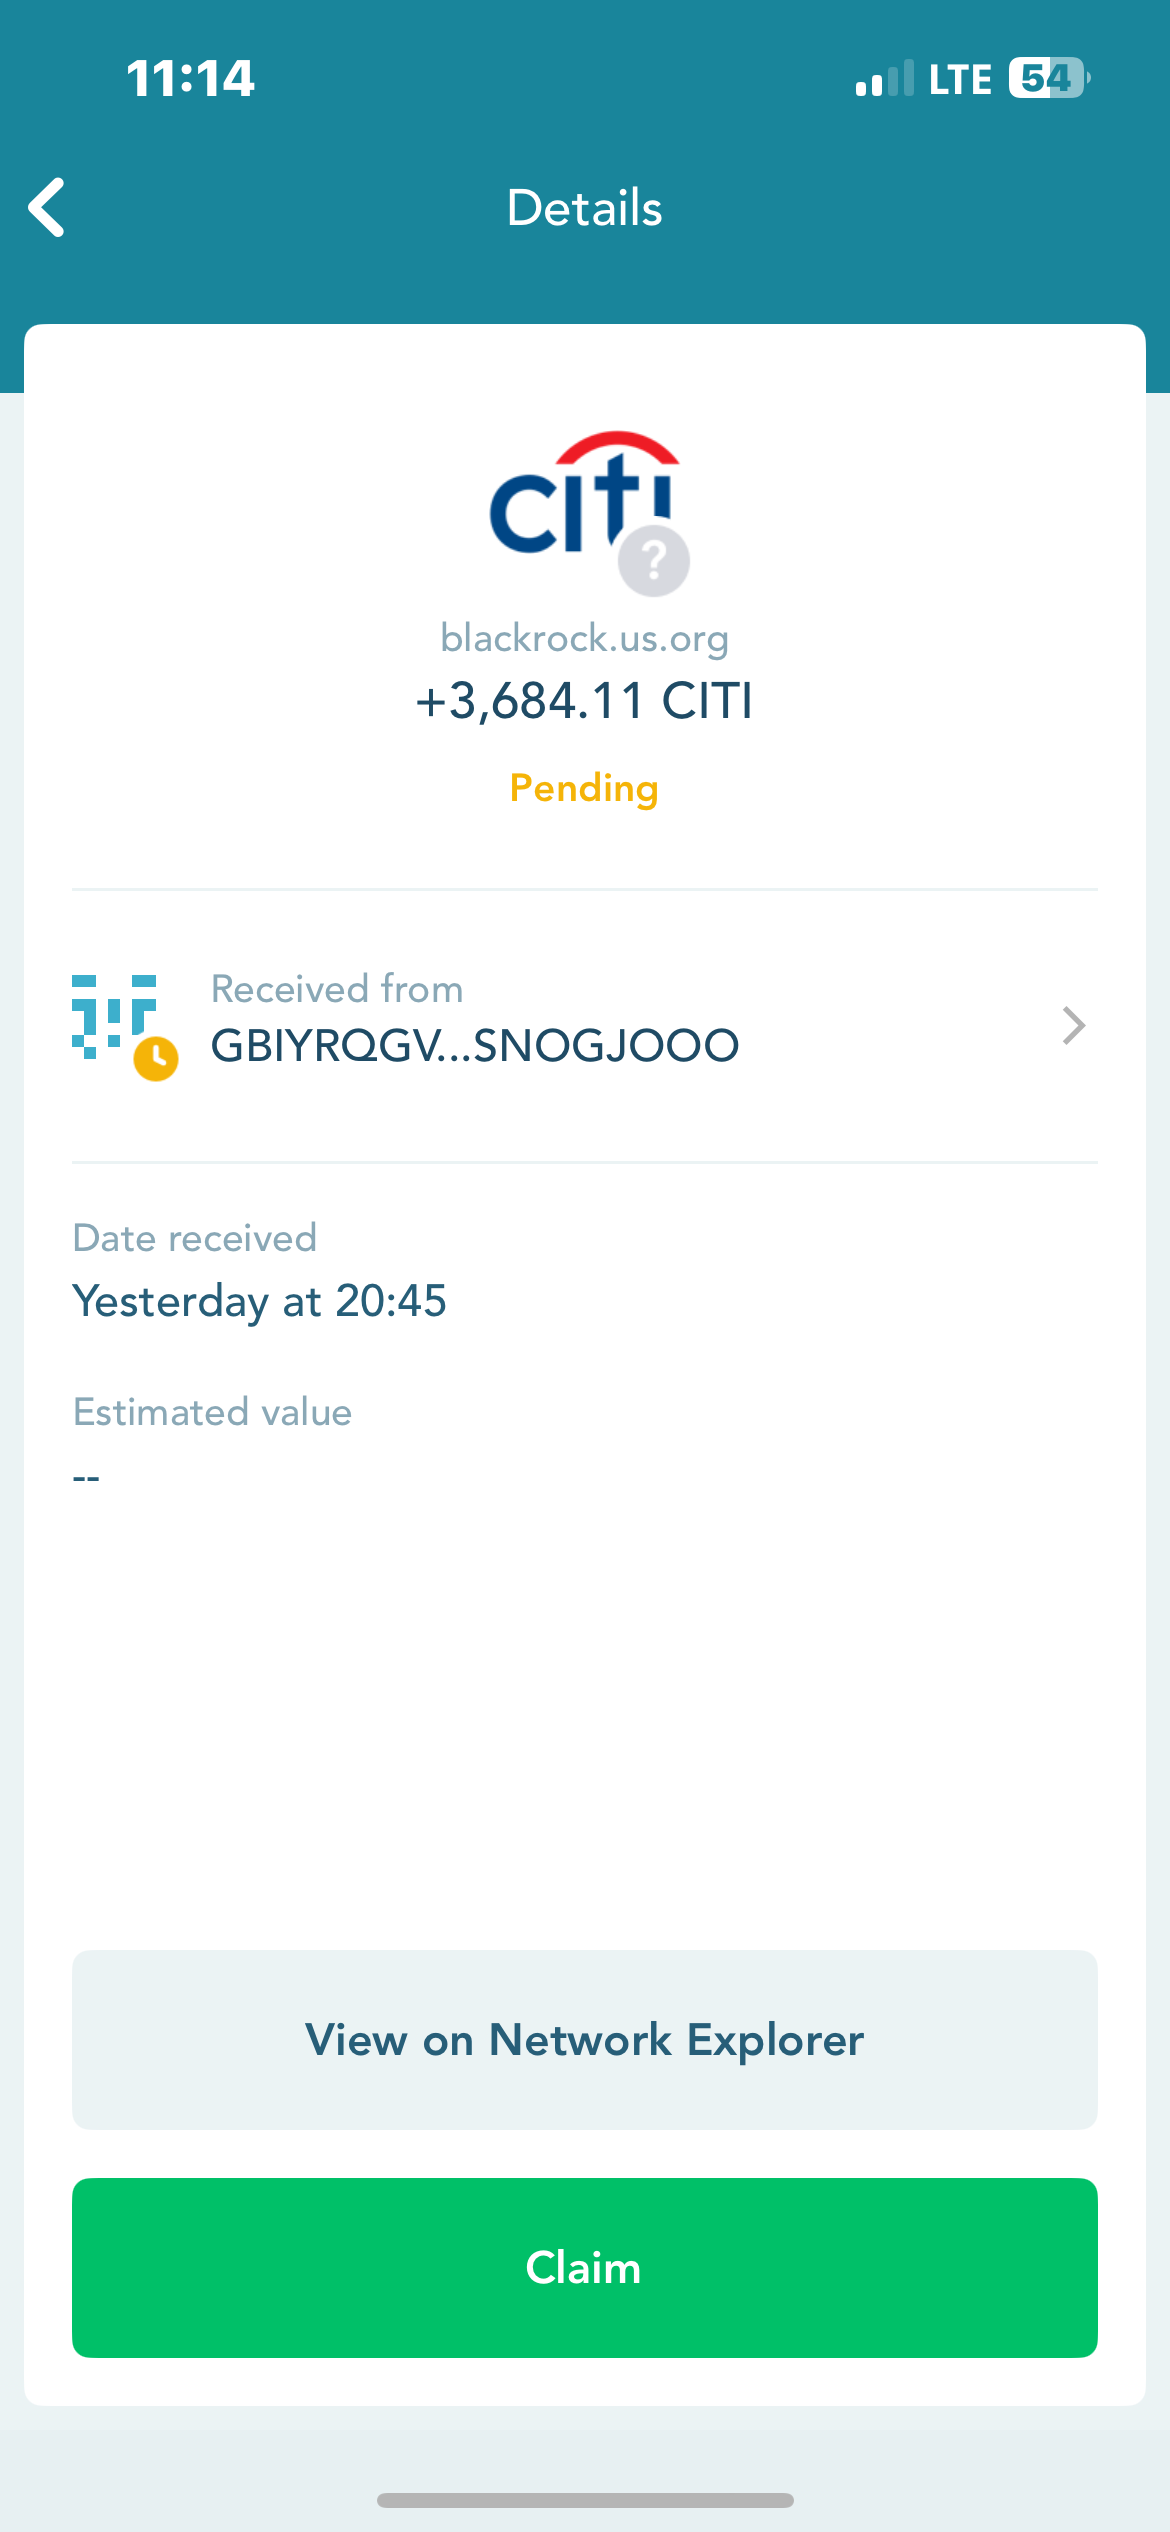 11:14
LTE 54
Details
citi
?
blackrock.us.org
+3,684.11 CITI
Pending
Received from
GBIYRQGV...SNOGJOOO
Date received
Yesterday at 20:45
Estimated value
--
View on Network Explorer
Claim